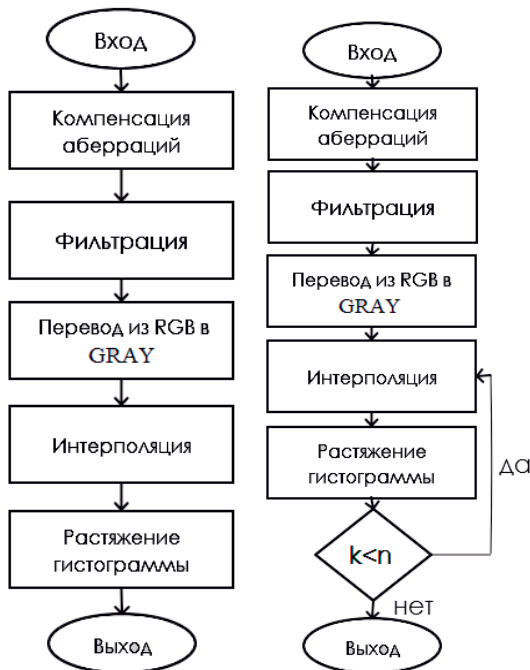 Вход
Компенсация
аберраций
Фильтрация
Перевод из RGB в
GRAY
Интерполяция
Растяжение
гистограммы
Выход
Вход
Компенсация
аберраций
Фильтрация
Перевод из RGB в
GRAY
Интерполяция
Растяжение
гистограммы
да
k<n
нет
Выход